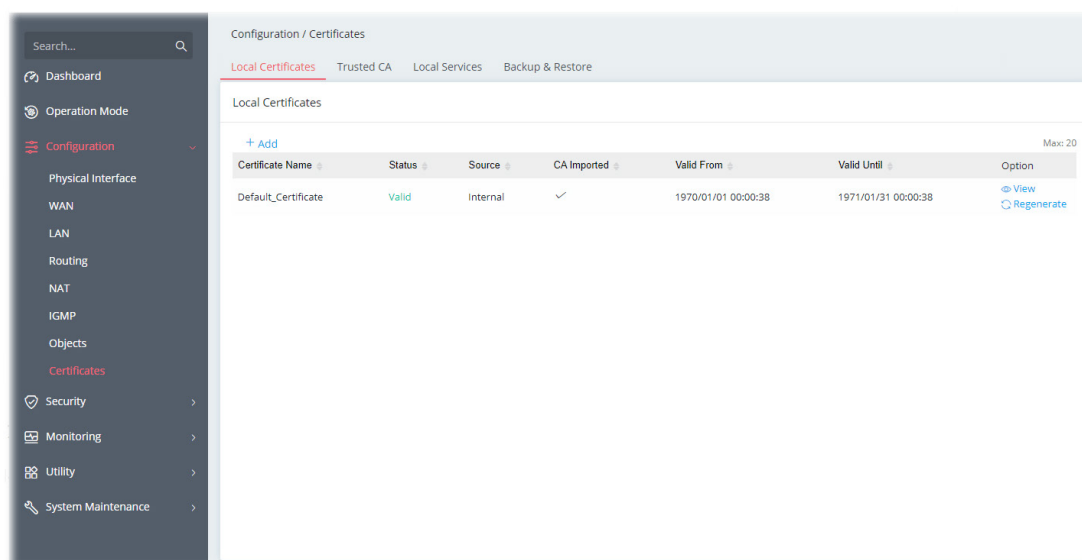 Search...
Dashboard
Operation Mode
Configuration
Physical Interface
WAN
LAN
Routing
NAT
IGMP
Objects
Certificates
Security
Monitoring
Utility
System Maintenance
Configuration / Certificates
Local Certificates Trusted CA Local Services Backup & Restore
Local Certificates
+ Add Max: 20
Certificate Name Status Source CA Imported Valid From Valid Until Option
Default_Certificate Valid Internal ✓ 1970/01/01 00:00:38 1971/01/31 00:00:38 View
Regenerate